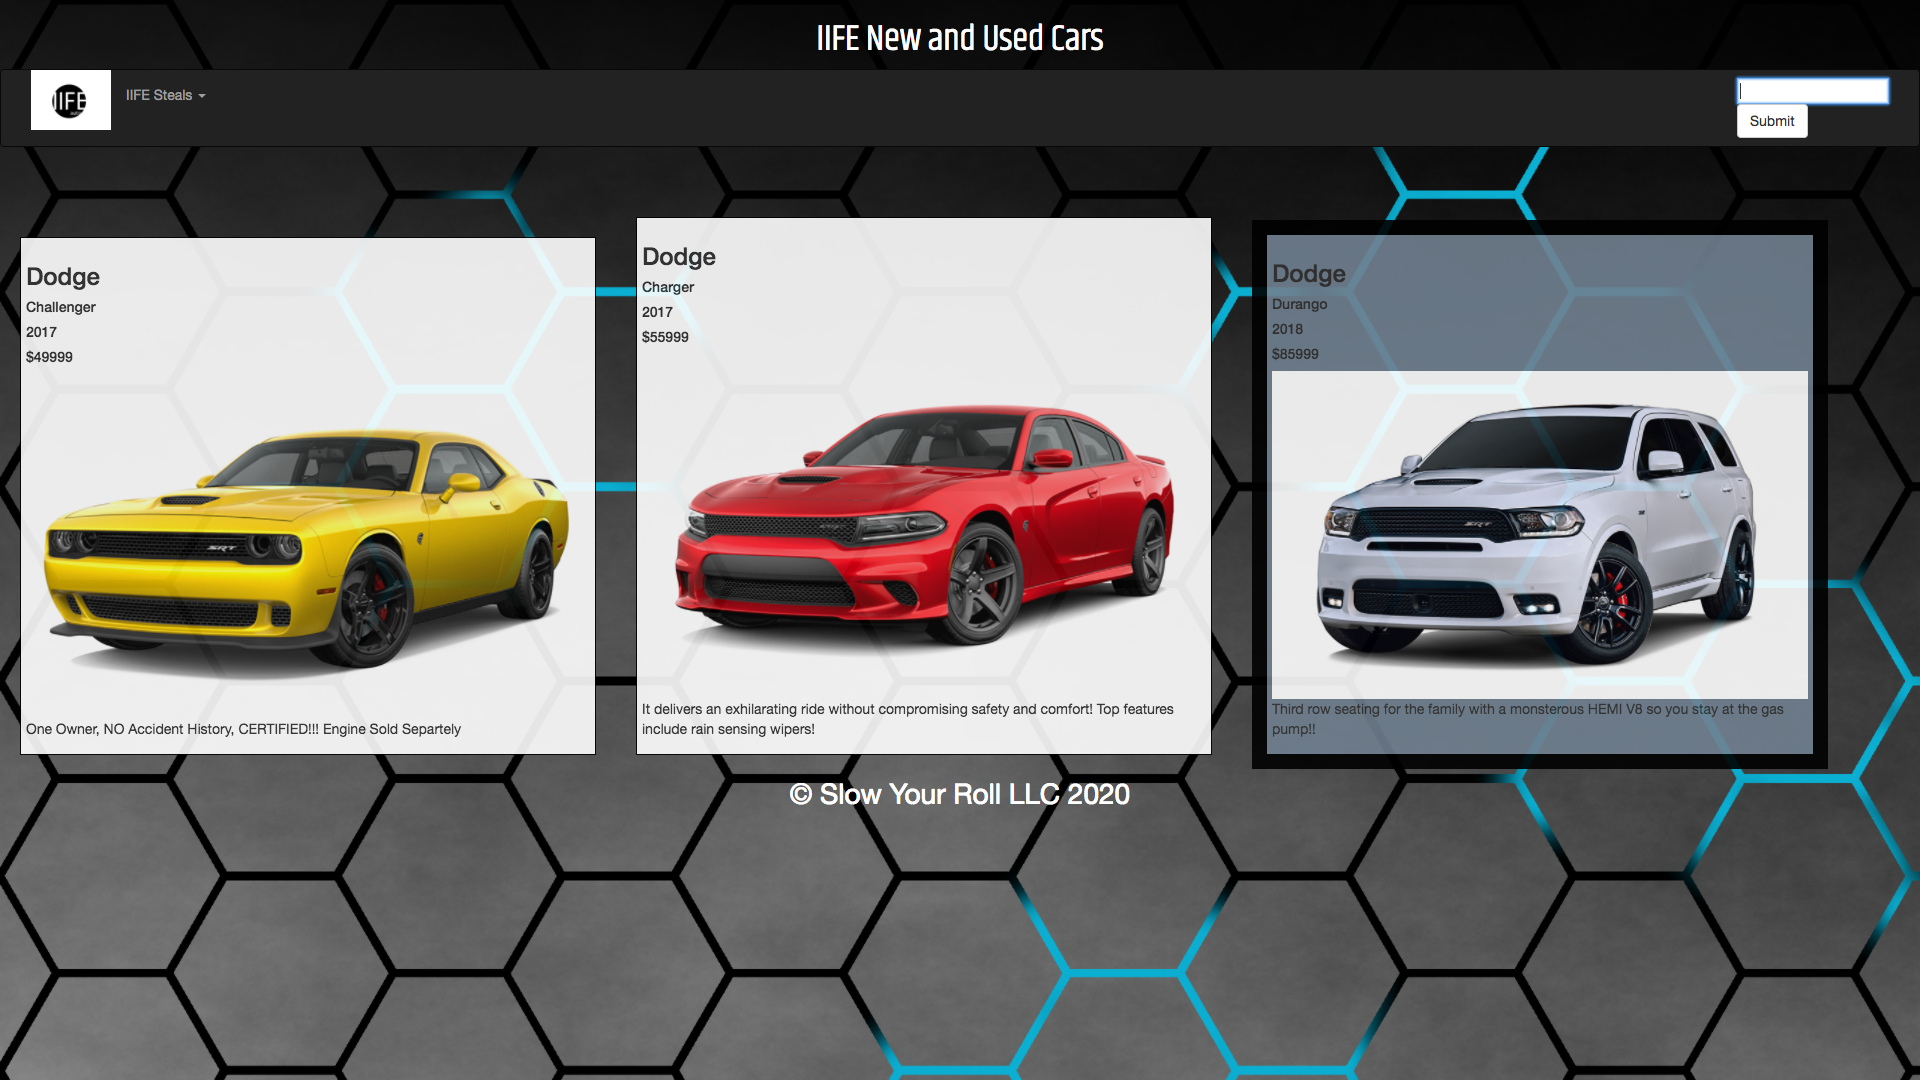 IIFE New and Used Cars
IIFE
IIFE Steals
Submit
Dodge
Challenger
2017
$49999
SRT
One Owner, NO Accident History, CERTIFIED!!! Engine Sold Separtely
Dodge
Charger
2017
$55999
It delivers an exhilarating ride without compromising safety and comfort! Top features
include rain sensing wipers!
Dodge
Durango
2018
$85999
SRT
Third row seating for the family with a monsterous HEMI V8 so you stay at the gas
pump!!
© Slow Your Roll LLC 2020